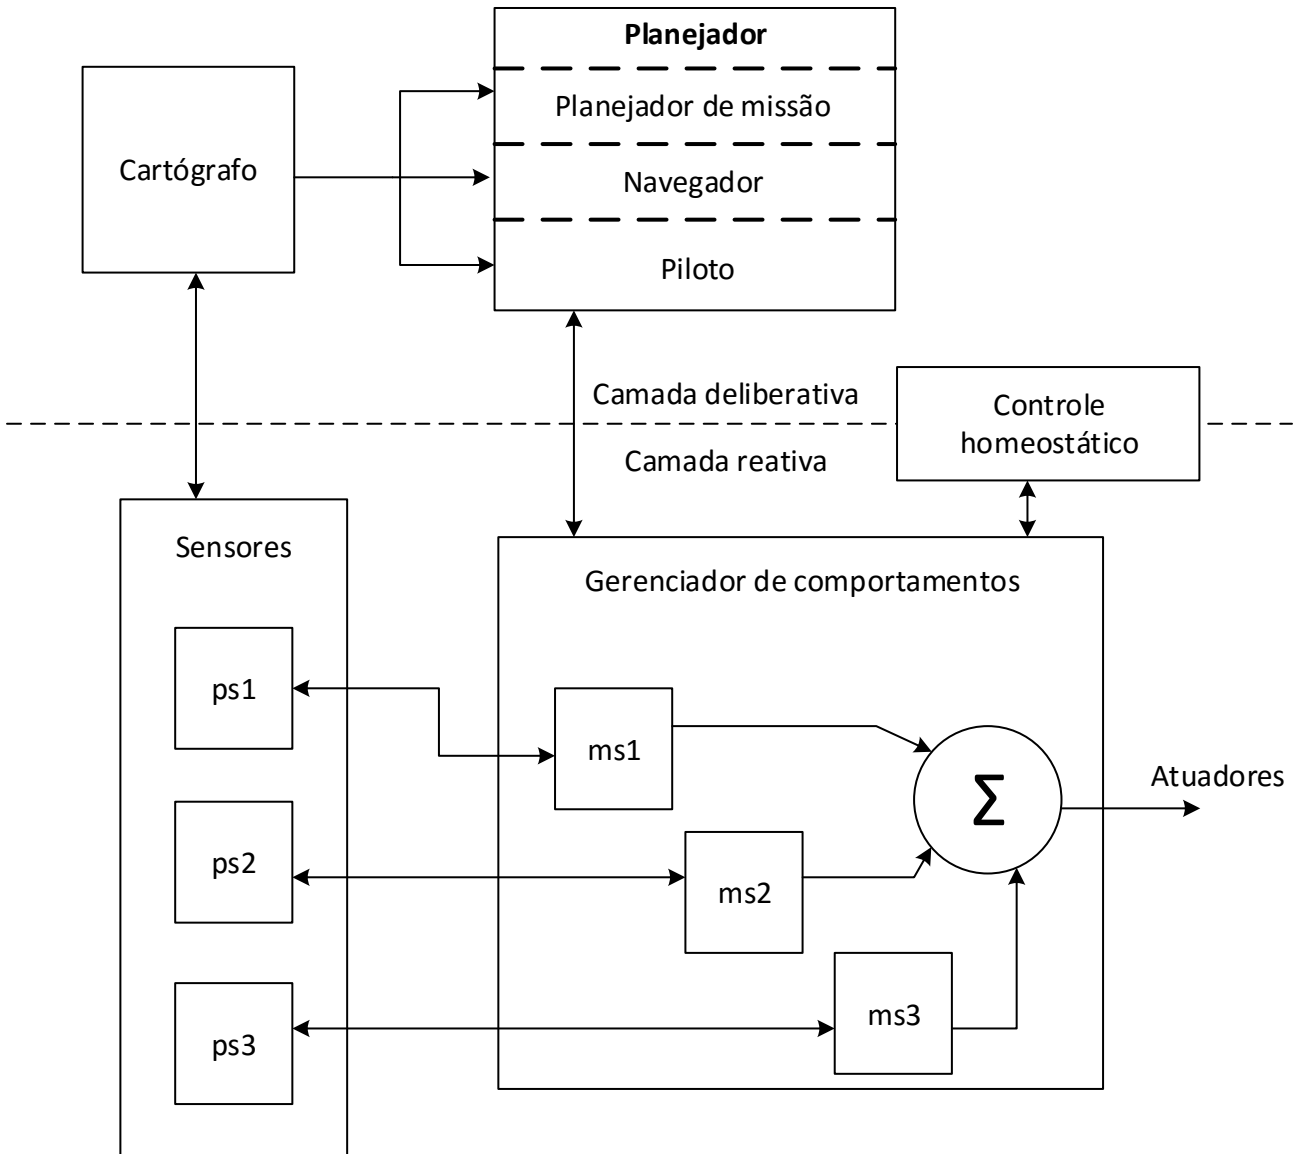 Planejador
Planejador de missão
Cartógrafo
Navegador
Piloto
Camada deliberativa
Controle
homeostático
Camada reativa
Sensores
Gerenciador de comportamentos
ps1
ms1
Atuadores
Σ
ps2
ms2
ps3
ms3